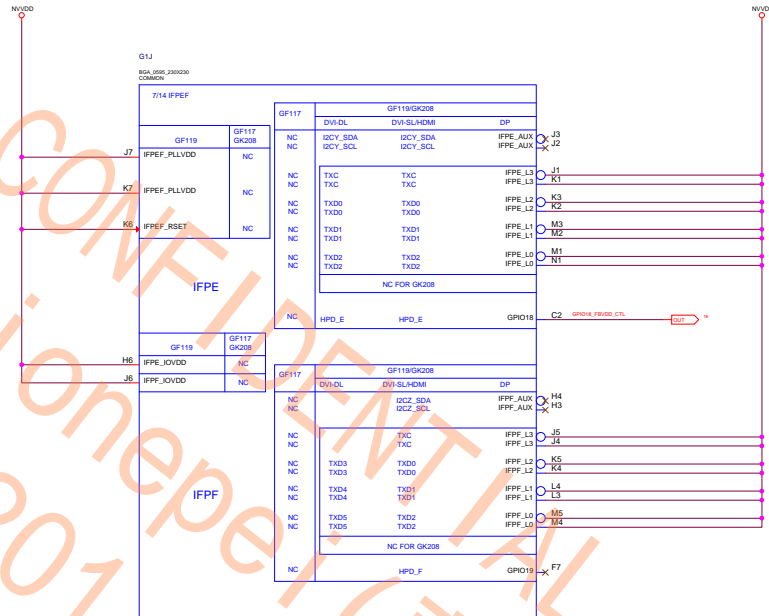 NVVDD
NVVD
G1J
BGA_0595_230X230
COMMON
7/14 IFPEF
GF117
GF119/GK208
DVI-DL DVI-SL/HDMI DP
GF119
GF117
GK208
NC I2CY_SDA I2CY_SDA IFPE_AUX J3
NC I2CY_SCL I2CY_SCL IFPE_AUX J2
J7 IFPEF_PLLVDD NC
NC TXC TXC IFPE_L3 J1
NC TXC TXC IFPE_L3 K1
K7 IFPEF_PLLVDD NC
NC TXD0 TXD0 IFPE_L2 K3
NC TXD0 TXD0 IFPE_L2 K2
K6 IFPEF_RSET NC
NC TXD1 TXD1 IFPE_L1 M3
NC TXD1 TXD1 IFPE_L1 M2
NC TXD2 TXD2 IFPE_L0 M1
NC TXD2 TXD2 IFPE_L0 N1
IFPE
NC FOR GK208
NC HPD_E HPD_E GPIO18 C2 GPIO18_FBVDD_CTL OUT
GF119
GF117
GK208
H6 IFPE_IOVDD NC
J6 IFPF_IOVDD NC
GF117
GF119/GK208
DVI-DL DVI-SL/HDMI DP
NC I2CZ_SDA IFPF_AUX H4
NC I2CZ_SCL IFPF_AUX H3
NC TXC IFPF_L3 J5
NC TXC IFPF_L3 J4
NC TXD3 TXD0 IFPF_L2 K5
NC TXD3 TXD0 IFPF_L2 K4
NC TXD4 TXD1 IFPF_L1 L4
NC TXD4 TXD1 IFPF_L1 L3
IFPF
NC TXD5 TXD2 IFPF_L0 M5
NC TXD5 TXD2 IFPF_L0 M4
NC FOR GK208
NC HPD_F GPIO19 F7
CONFIDENTIAL